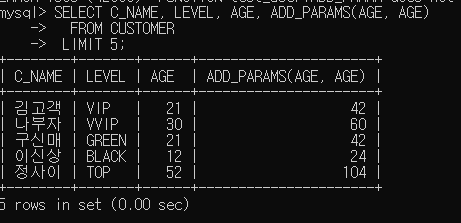 mysql> SELECT C_NAME, LEVEL, AGE, ADD_PARAMS(AGE, AGE)
    ->   FROM CUSTOMER
    ->  LIMIT 5;
+--------+-------+------+----------------------+
| C_NAME | LEVEL | AGE  | ADD_PARAMS(AGE, AGE) |
+--------+-------+------+----------------------+
| 김고객 | VIP   |   21 |                   42 |
| 나부자 | VVIP  |   30 |                   60 |
| 구신매 | GREEN |   21 |                   42 |
| 이신상 | BLACK |   12 |                   24 |
| 정사이 | TOP   |   52 |                  104 |
+--------+-------+------+----------------------+
5 rows in set (0.00 sec)